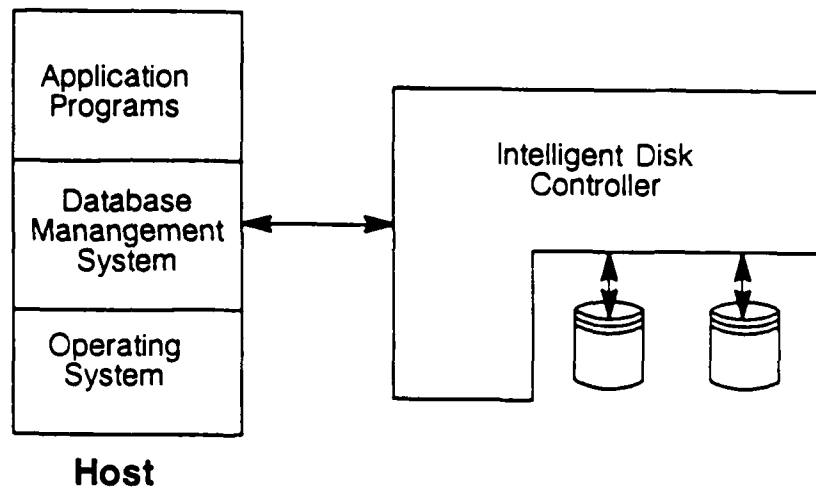 Application
Programs
Database
Manangement
System
Operating
System
Host
Intelligent Disk
Controller